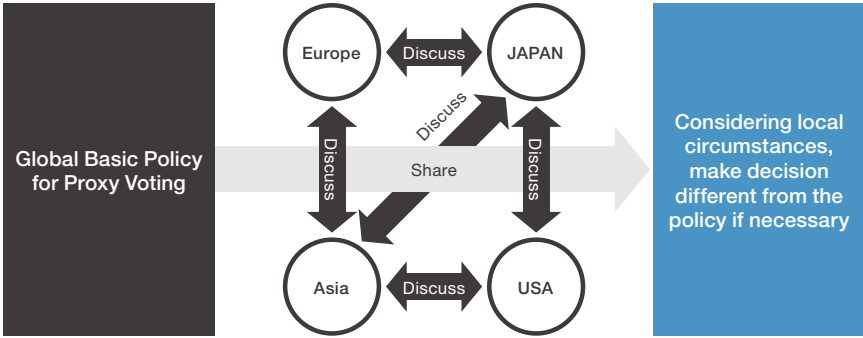 Global Basic Policy
for Proxy Voting
Europe
Discuss
JAPAN
Discuss
Discuss
Share
Discuss
Asia
Discuss
USA
Considering local
circumstances,
make decision
different from the
policy if necessary